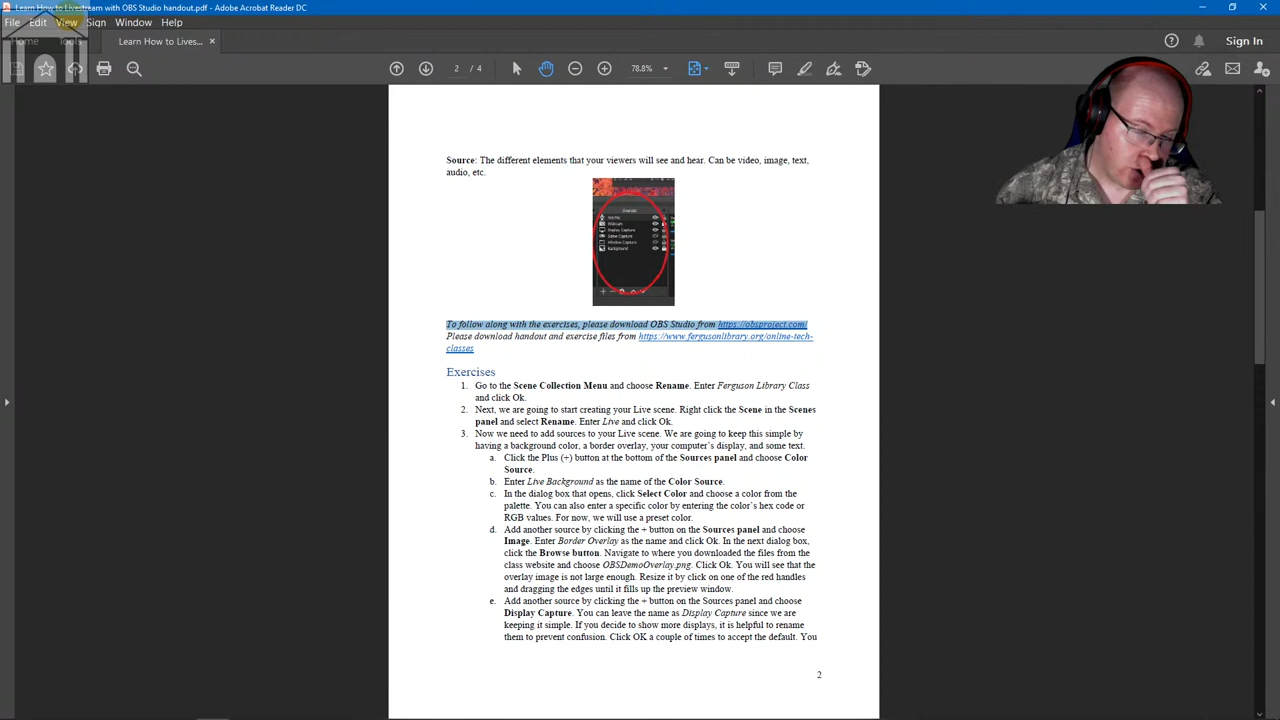 Learn How to Livestream with OBS Studio handout.pdf - Adobe Acrobat Reader DC
File Edit View Sign Window Help
Home Tools Learn How to Lives... ×
2 / 4 78.8% Sign In
Source: The different elements that your viewers will see and hear. Can be video, image, text,
audio, etc.
Sources
Webcam
Display Capture
Game Capture
Window Capture
Background
To follow along with the exercises, please download OBS Studio from https://obsproject.com/
Please download handout and exercise files from https://www.fergusonlibrary.org/online-tech-
classes
Exercises
1. Go to the Scene Collection Menu and choose Rename. Enter Ferguson Library Class
and click Ok.
2. Next, we are going to start creating your Live scene. Right click the Scene in the Scenes
panel and select Rename. Enter Live and click Ok.
3. Now we need to add sources to your Live scene. We are going to keep this simple by
having a background color, a border overlay, your computer's display, and some text.
a. Click the Plus (+) button at the bottom of the Sources panel and choose Color
Source.
b. Enter Live Background as the name of the Color Source.
c. In the dialog box that opens, click Select Color and choose a color from the
palette. You can also enter a specific color by entering the color's hex code or
RGB values. For now, we will use a preset color.
d. Add another source by clicking the + button on the Sources panel and choose
Image. Enter Border Overlay as the name and click Ok. In the next dialog box,
click the Browse button. Navigate to where you downloaded the files from the
class website and choose OBSDemoOverlay.png. Click Ok. You will see that the
overlay image is not large enough. Resize it by click on one of the red handles
and dragging the edges until it fills up the preview window.
e. Add another source by clicking the + button on the Sources panel and choose
Display Capture. You can leave the name as Display Capture since we are
keeping it simple. If you decide to show more displays, it is helpful to rename
them to prevent confusion. Click OK a couple of times to accept the default. You
2